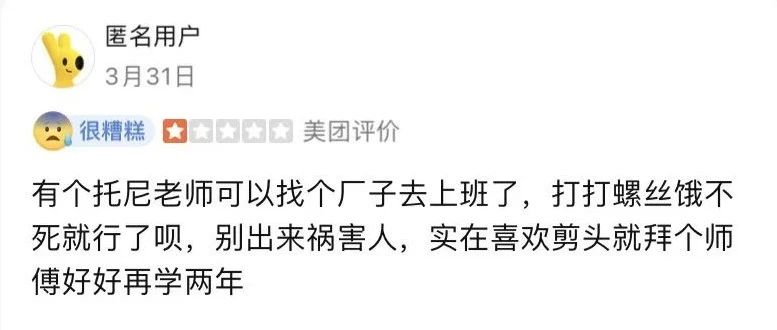 匿名用户
3月31日
很糟糕 美团评价
有个托尼老师可以找个厂子去上班了，打打螺丝饿不
死就行了呗，别出来祸害人，实在喜欢剪头就拜个师
傅好好再学两年